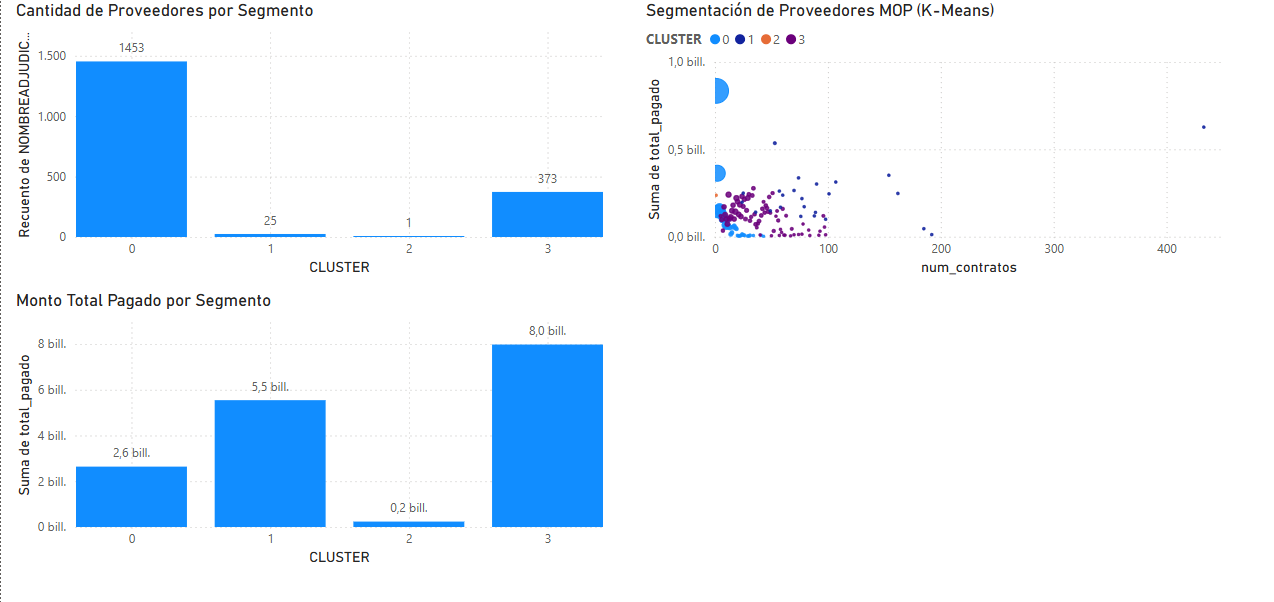 Cantidad de Proveedores por Segmento
Recuento de NOMBREADJUDIC...
1.500
1.000
500
0
1453
25
1
373
0
1
2
3
CLUSTER
Segmentación de Proveedores MOP (K-Means)
CLUSTER 0 1 2 3
Suma de total_pagado
1,0 bill.
0,5 bill.
0,0 bill.
0
100
200
300
400
num_contratos
Monto Total Pagado por Segmento
Suma de total_pagado
8 bill.
6 bill.
4 bill.
2 bill.
0 bill.
2,6 bill.
5,5 bill.
0,2 bill.
8,0 bill.
0
1
2
3
CLUSTER